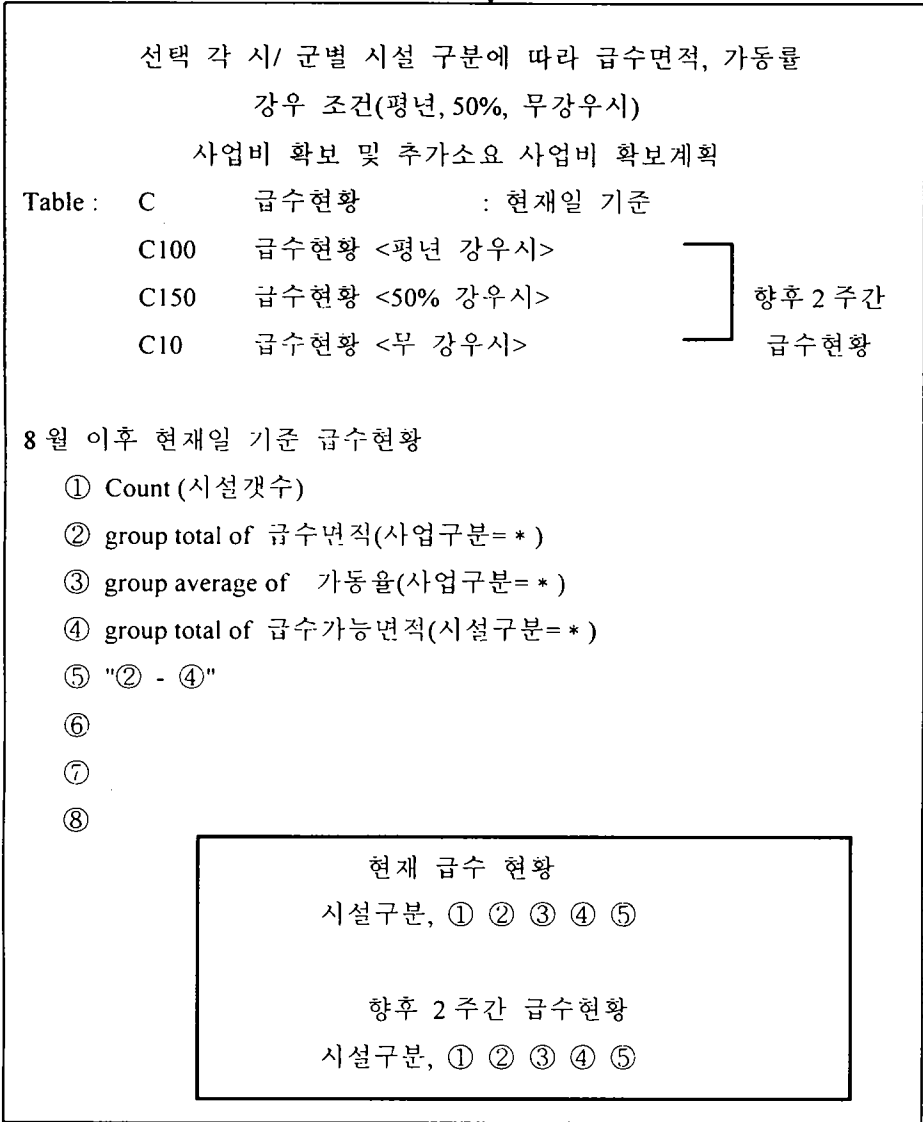 선택 각 시/ 군별 시설 구분에 따라 급수면적, 가동률
강우 조건(평년, 50%, 무강우시)
사업비 확보 및 추가소요 사업비 확보계획
Table : C 급수현황 : 현재일 기준
C100 급수현황 <평년 강우시>
C150 급수현황 <50% 강우시> 향후 2 주간
C10 급수현황 <무 강우시> 급수현황
8 월 이후 현재일 기준 급수현황
① Count (시설갯수)
② group total of 급수면적(사업구분= * )
③ group average of 가동율(사업구분= * )
④ group total of 급수가능면적(시설구분= * )
⑤ "② - ④"
⑥
⑦
⑧
현재 급수 현황
시설구분, ① ② ③ ④ ⑤
향후 2 주간 급수현황
시설구분, ① ② ③ ④ ⑤